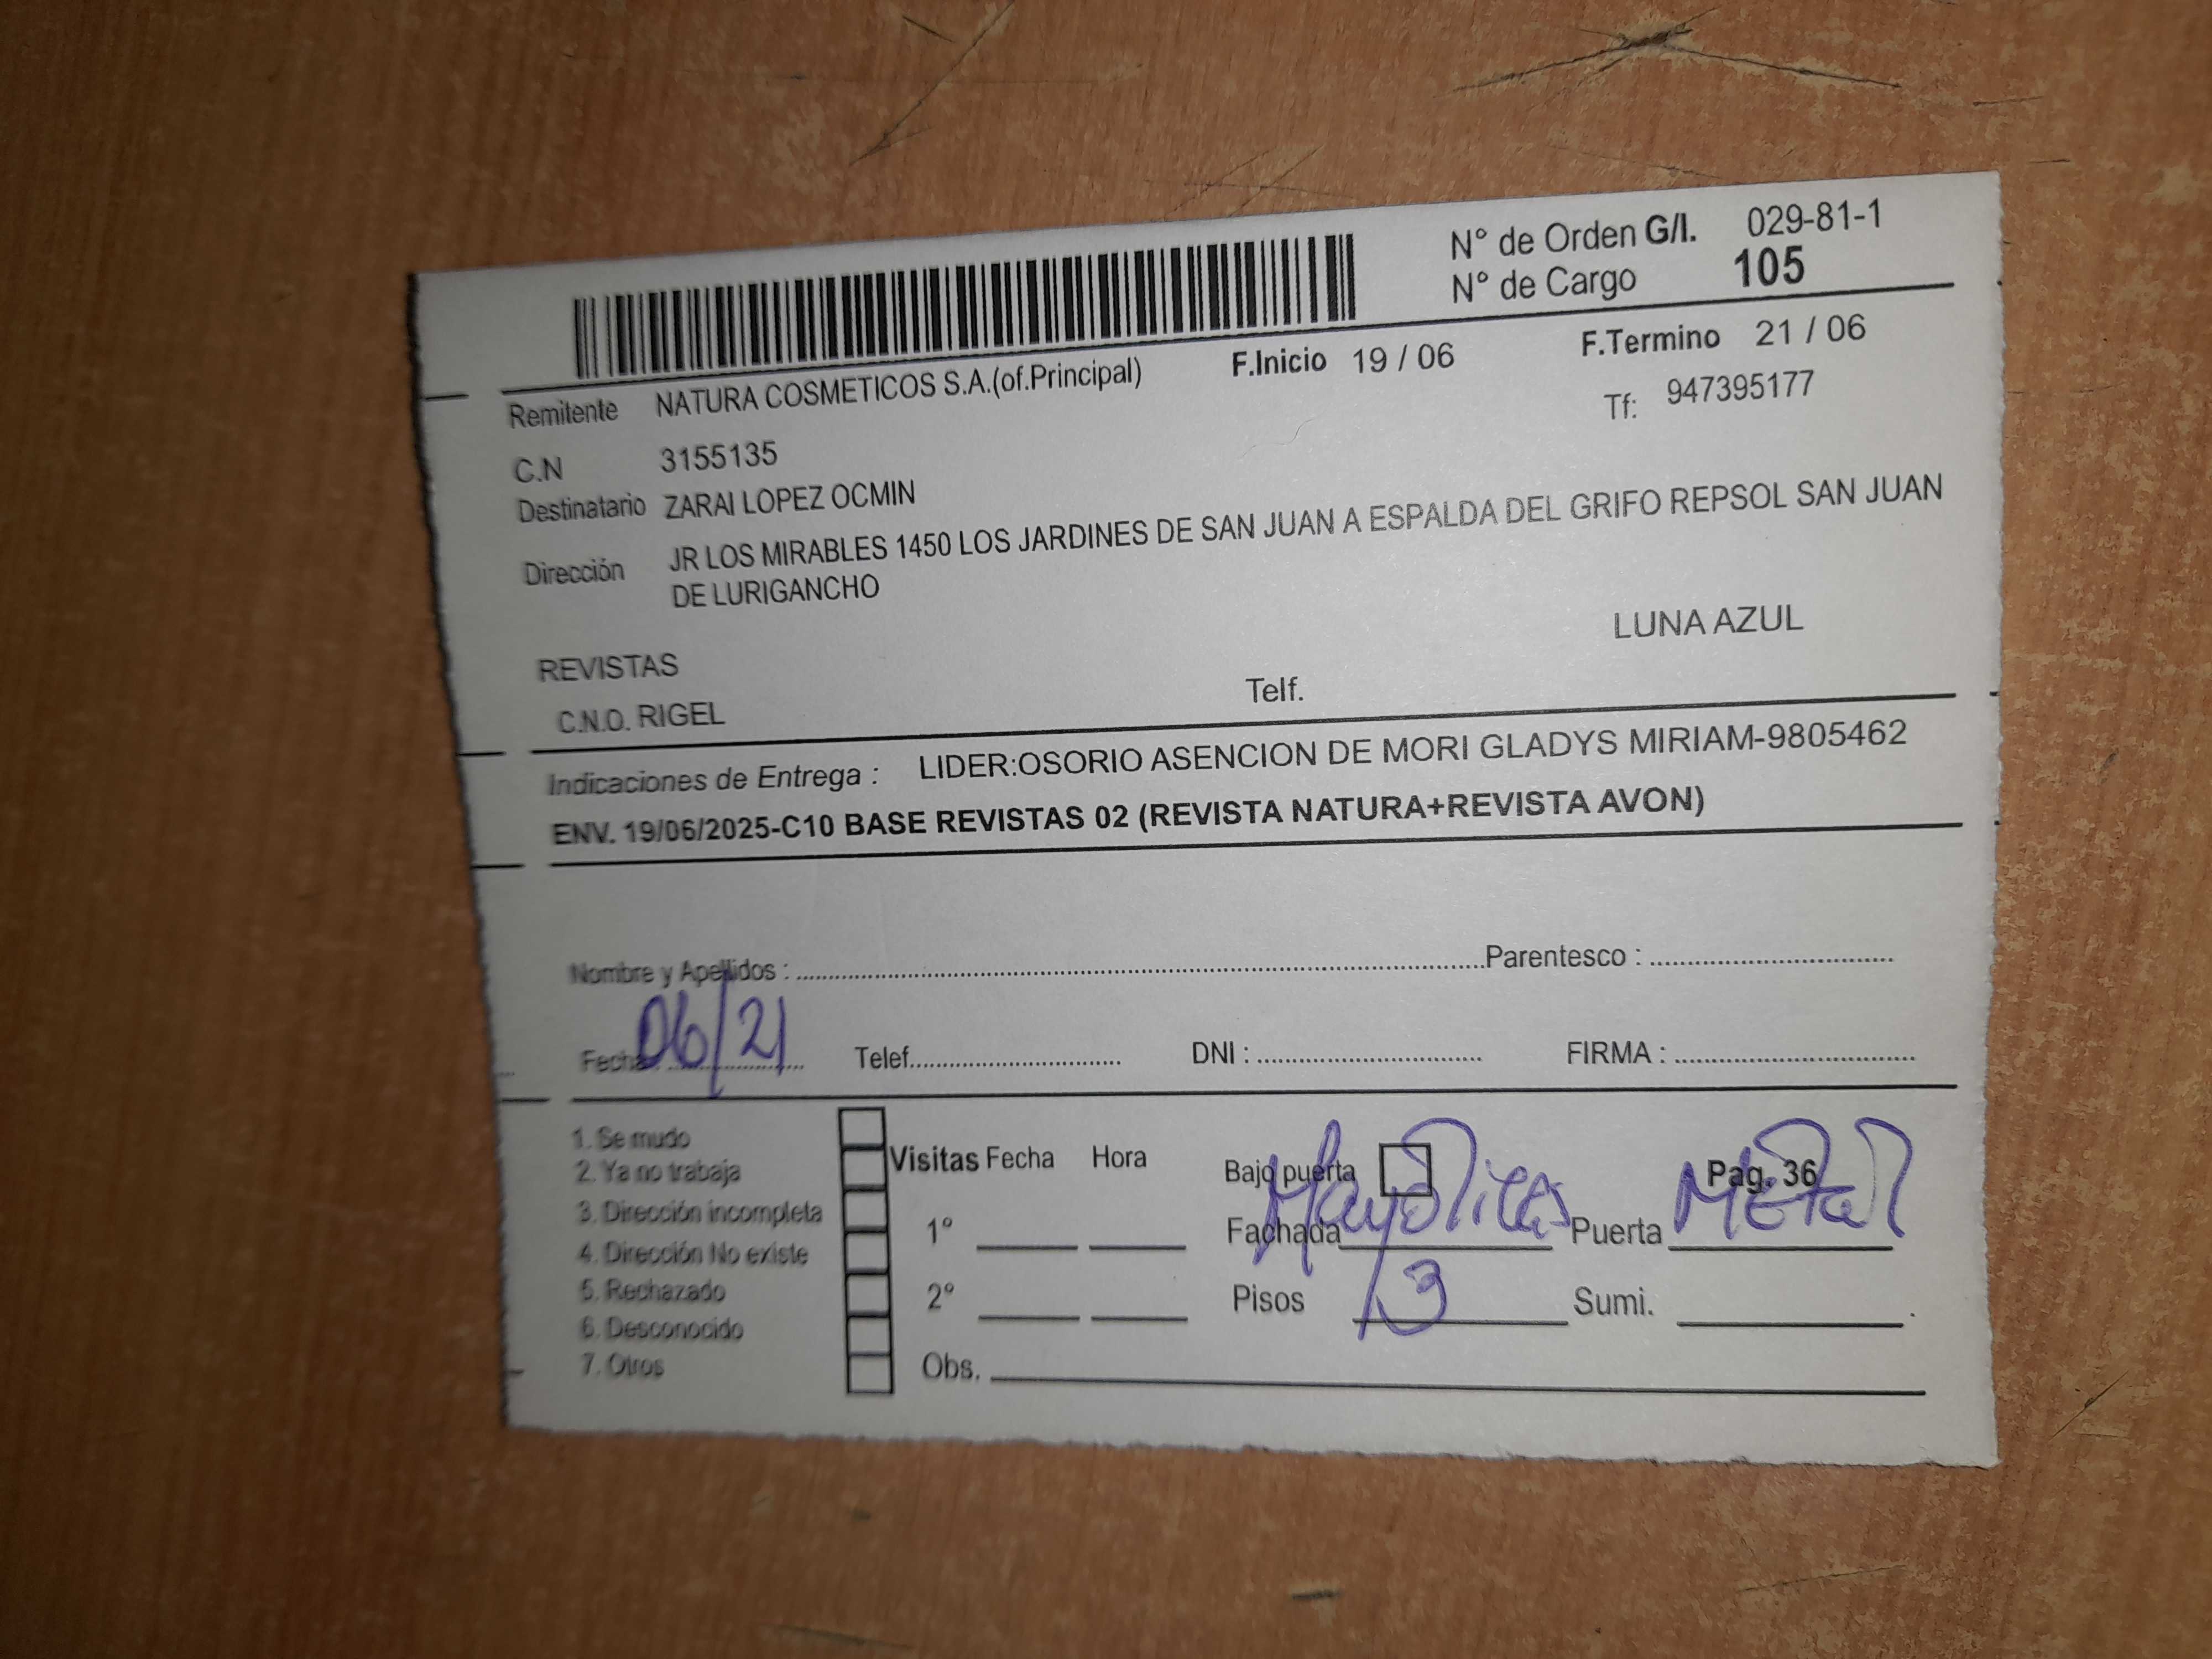 N° de Orden G/I. 029-81-1
N° de Cargo 105
F.Inicio 19 / 06 F.Termino 21 / 06
Remitente NATURA COSMETICOS S.A.(of.Principal) Tf: 947395177
C.N 3155135
Destinatario ZARAI LOPEZ OCMIN
Dirección JR LOS MIRABLES 1450 LOS JARDINES DE SAN JUAN A ESPALDA DEL GRIFO REPSOL SAN JUAN
DE LURIGANCHO
LUNA AZUL
REVISTAS
C.N.O. RIGEL Telf.
Indicaciones de Entrega : LIDER:OSORIO ASENCION DE MORI GLADYS MIRIAM-9805462
ENV. 19/06/2025-C10 BASE REVISTAS 02 (REVISTA NATURA+REVISTA AVON)
Nombre y Apellidos : Parentesco :
Fecha : 06/21 Telef. DNI : FIRMA :
1. Se mudo
2. Ya no trabaja
3. Dirección incompleta
4. Dirección No existe
5. Rechazado
6. Desconocido
7. Otros
Visitas Fecha Hora
1°
2°
Obs.
Bajo puerta Pag. 36
Fachada Mayolicas Puerta Metal
Pisos /3 Sumi.